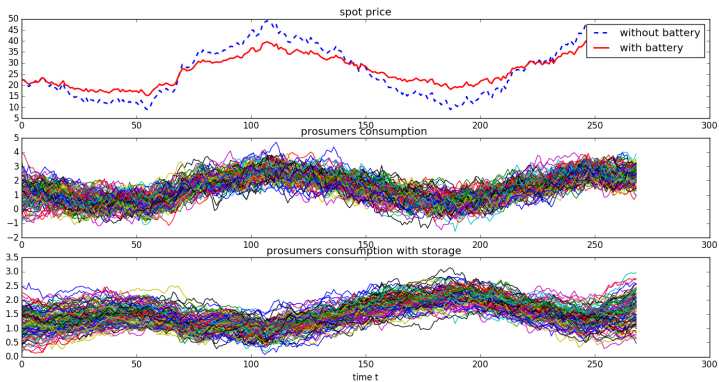 spot price
50
45
40
35
30
25
20
15
10
5
without battery
with battery
0 50 100 150 200 250 300
prosumers consumption
5
4
3
2
1
0
−1
−2
0 50 100 150 200 250 300
prosumers consumption with storage
3.5
3.0
2.5
2.0
1.5
1.0
0.5
0.0
0 50 100 150 200 250 300
time t